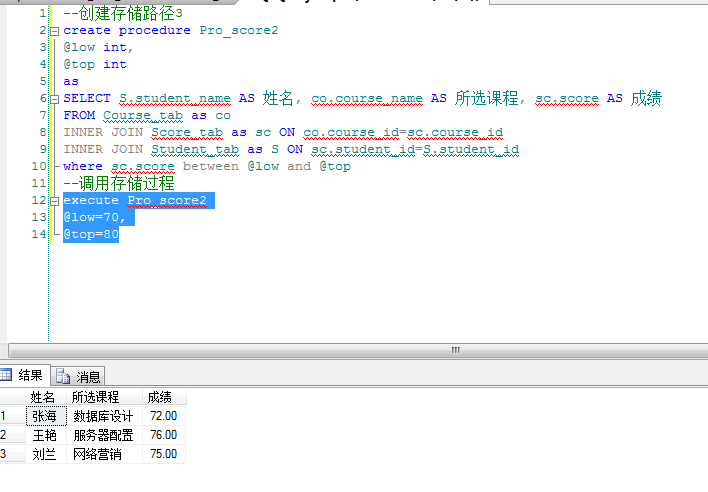 1 --创建存储路径3
2 create procedure Pro_score2
3 @low int,
4 @top int
5 as
6 SELECT S.student_name AS 姓名, co.course_name AS 所选课程, sc.score AS 成绩
7 FROM Course_tab as co
8 INNER JOIN Score_tab as sc ON co.course_id=sc.course_id
9 INNER JOIN Student_tab as S ON sc.student_id=S.student_id
10 where sc.score between @low and @top
11 --调用存储过程
12 execute Pro_score2
13 @low=70,
14 @top=80
结果 消息
姓名 所选课程 成绩
1 张海 数据库设计 72.00
2 王艳 服务器配置 76.00
3 刘兰 网络营销 75.00